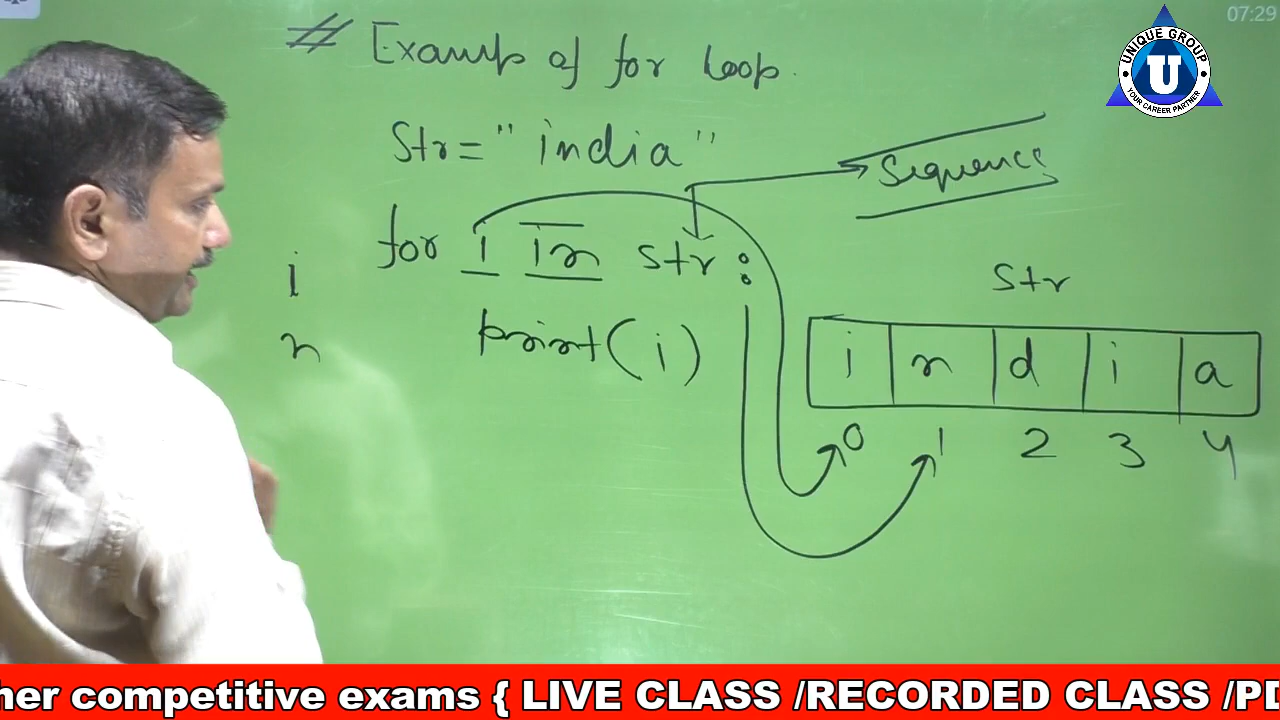 07:29
UNIQUE GROUP
U
YOUR CAREER PARTNER
# Example of for loop.
Str= "india"
Sequence
for i in str:
print(i)
i
n
Str
i n d i a
0 1 2 3 4
her competitive exams { LIVE CLASS /RECORDED CLASS /PD